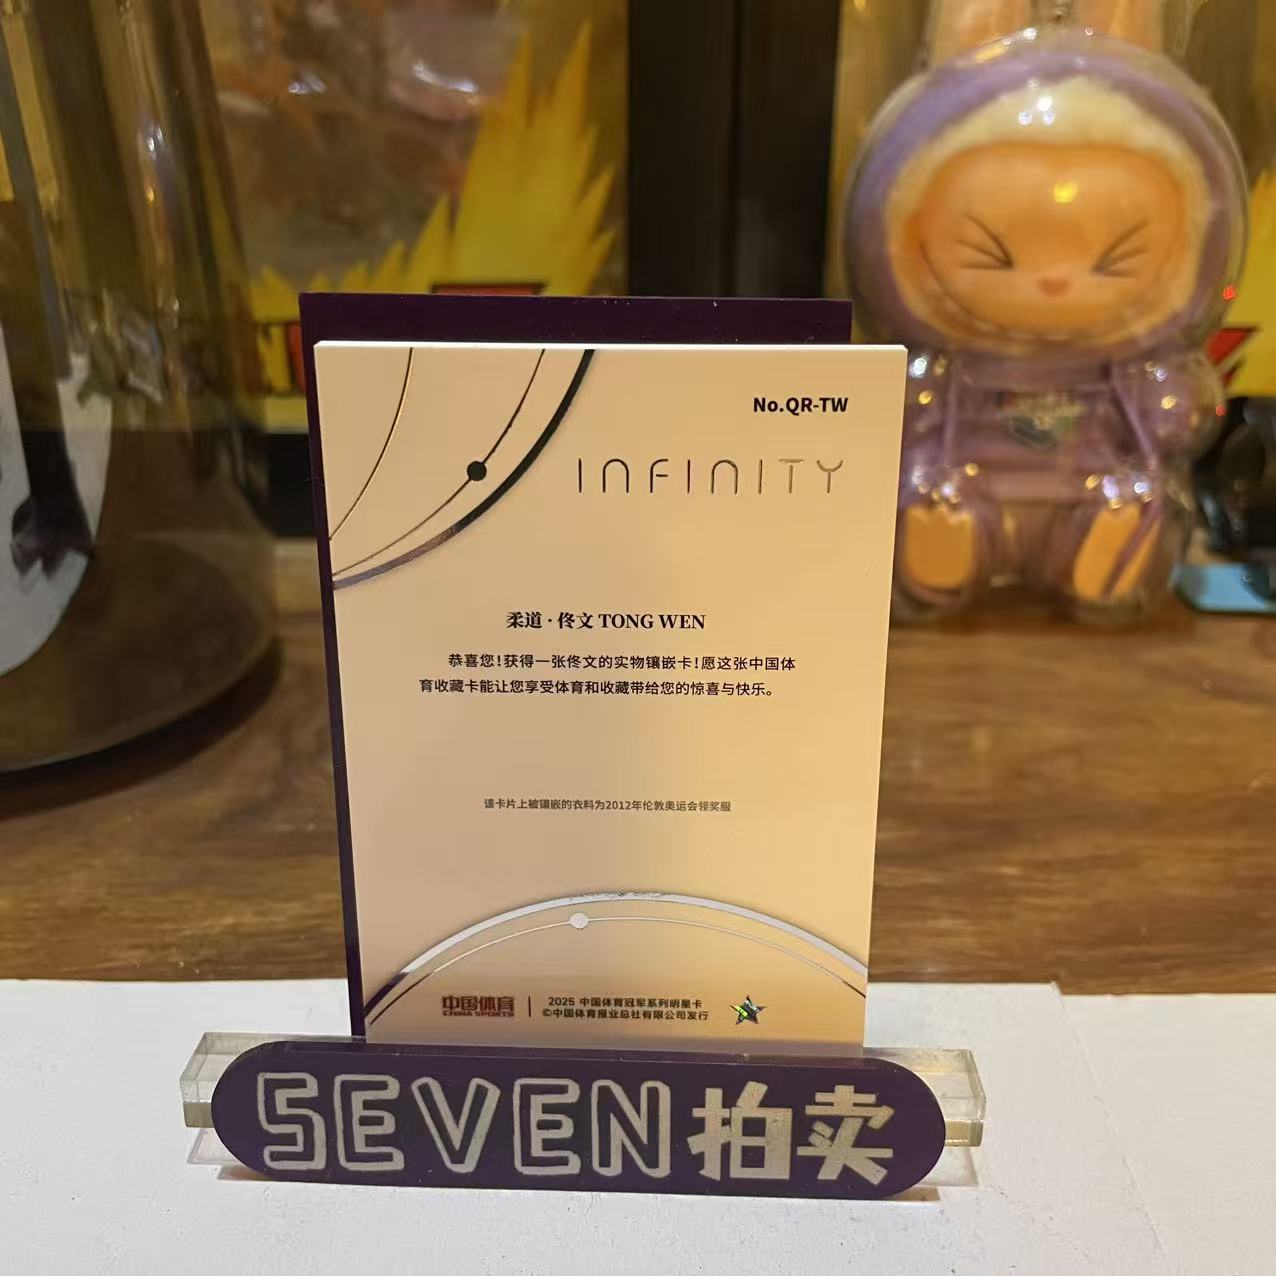 No.QR-TW
INFINITY
柔道·佟文 TONG WEN
恭喜您!获得一张佟文的实物镶嵌卡!愿这张中国体
育收藏卡能让您享受体育和收藏带给您的惊喜与快乐。
该卡片上被镶嵌的衣料为2012年伦敦奥运会领奖服
中国体育
CHINA SPORTS
2025 中国体育冠军系列明星卡
©中国体育报业总社有限公司发行
SEVEN拍卖